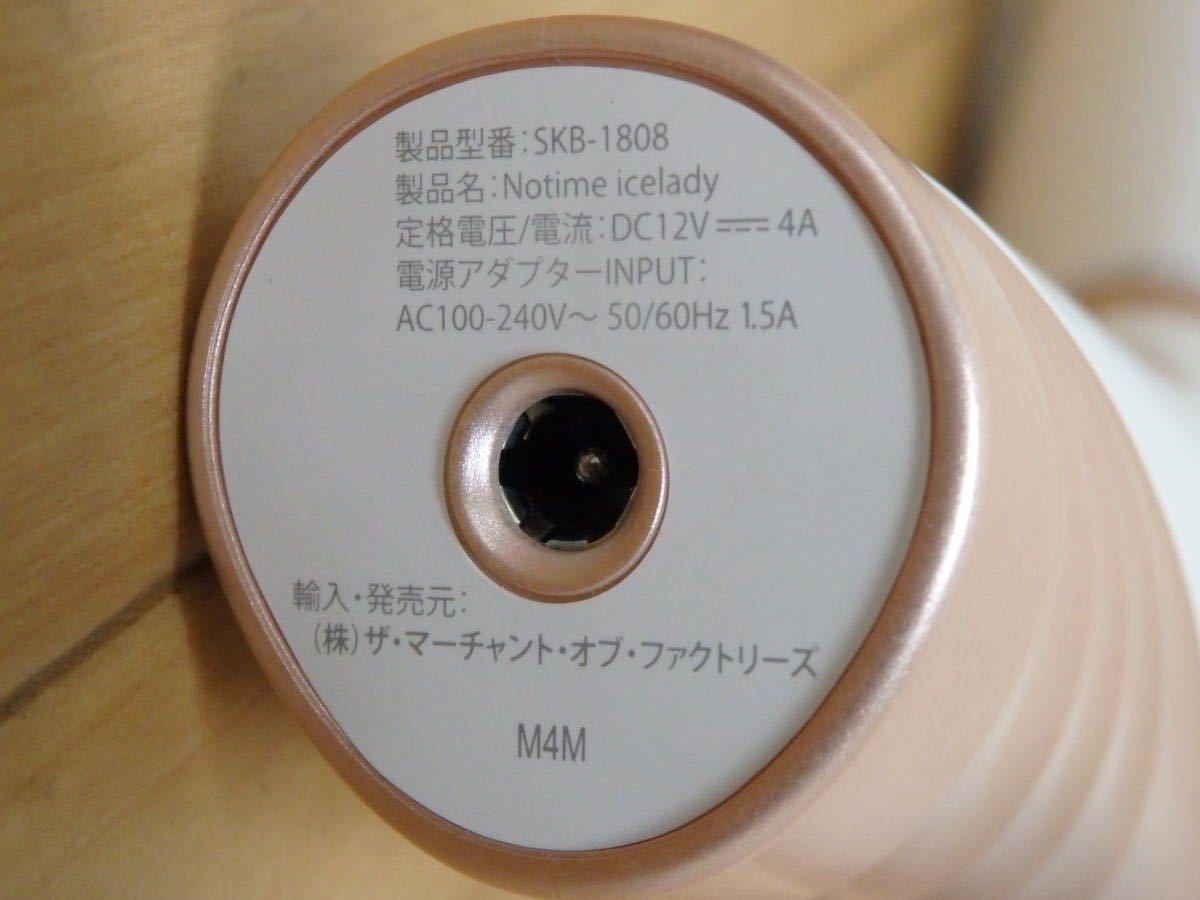 製品型番：SKB-1808
製品名：Notime icelady
定格電圧/電流：DC12V⎓4A
電源アダプターINPUT：
AC100-240V～ 50/60Hz 1.5A
輸入・発売元：
（株）ザ・マーチャント・オブ・ファクトリーズ
M4M